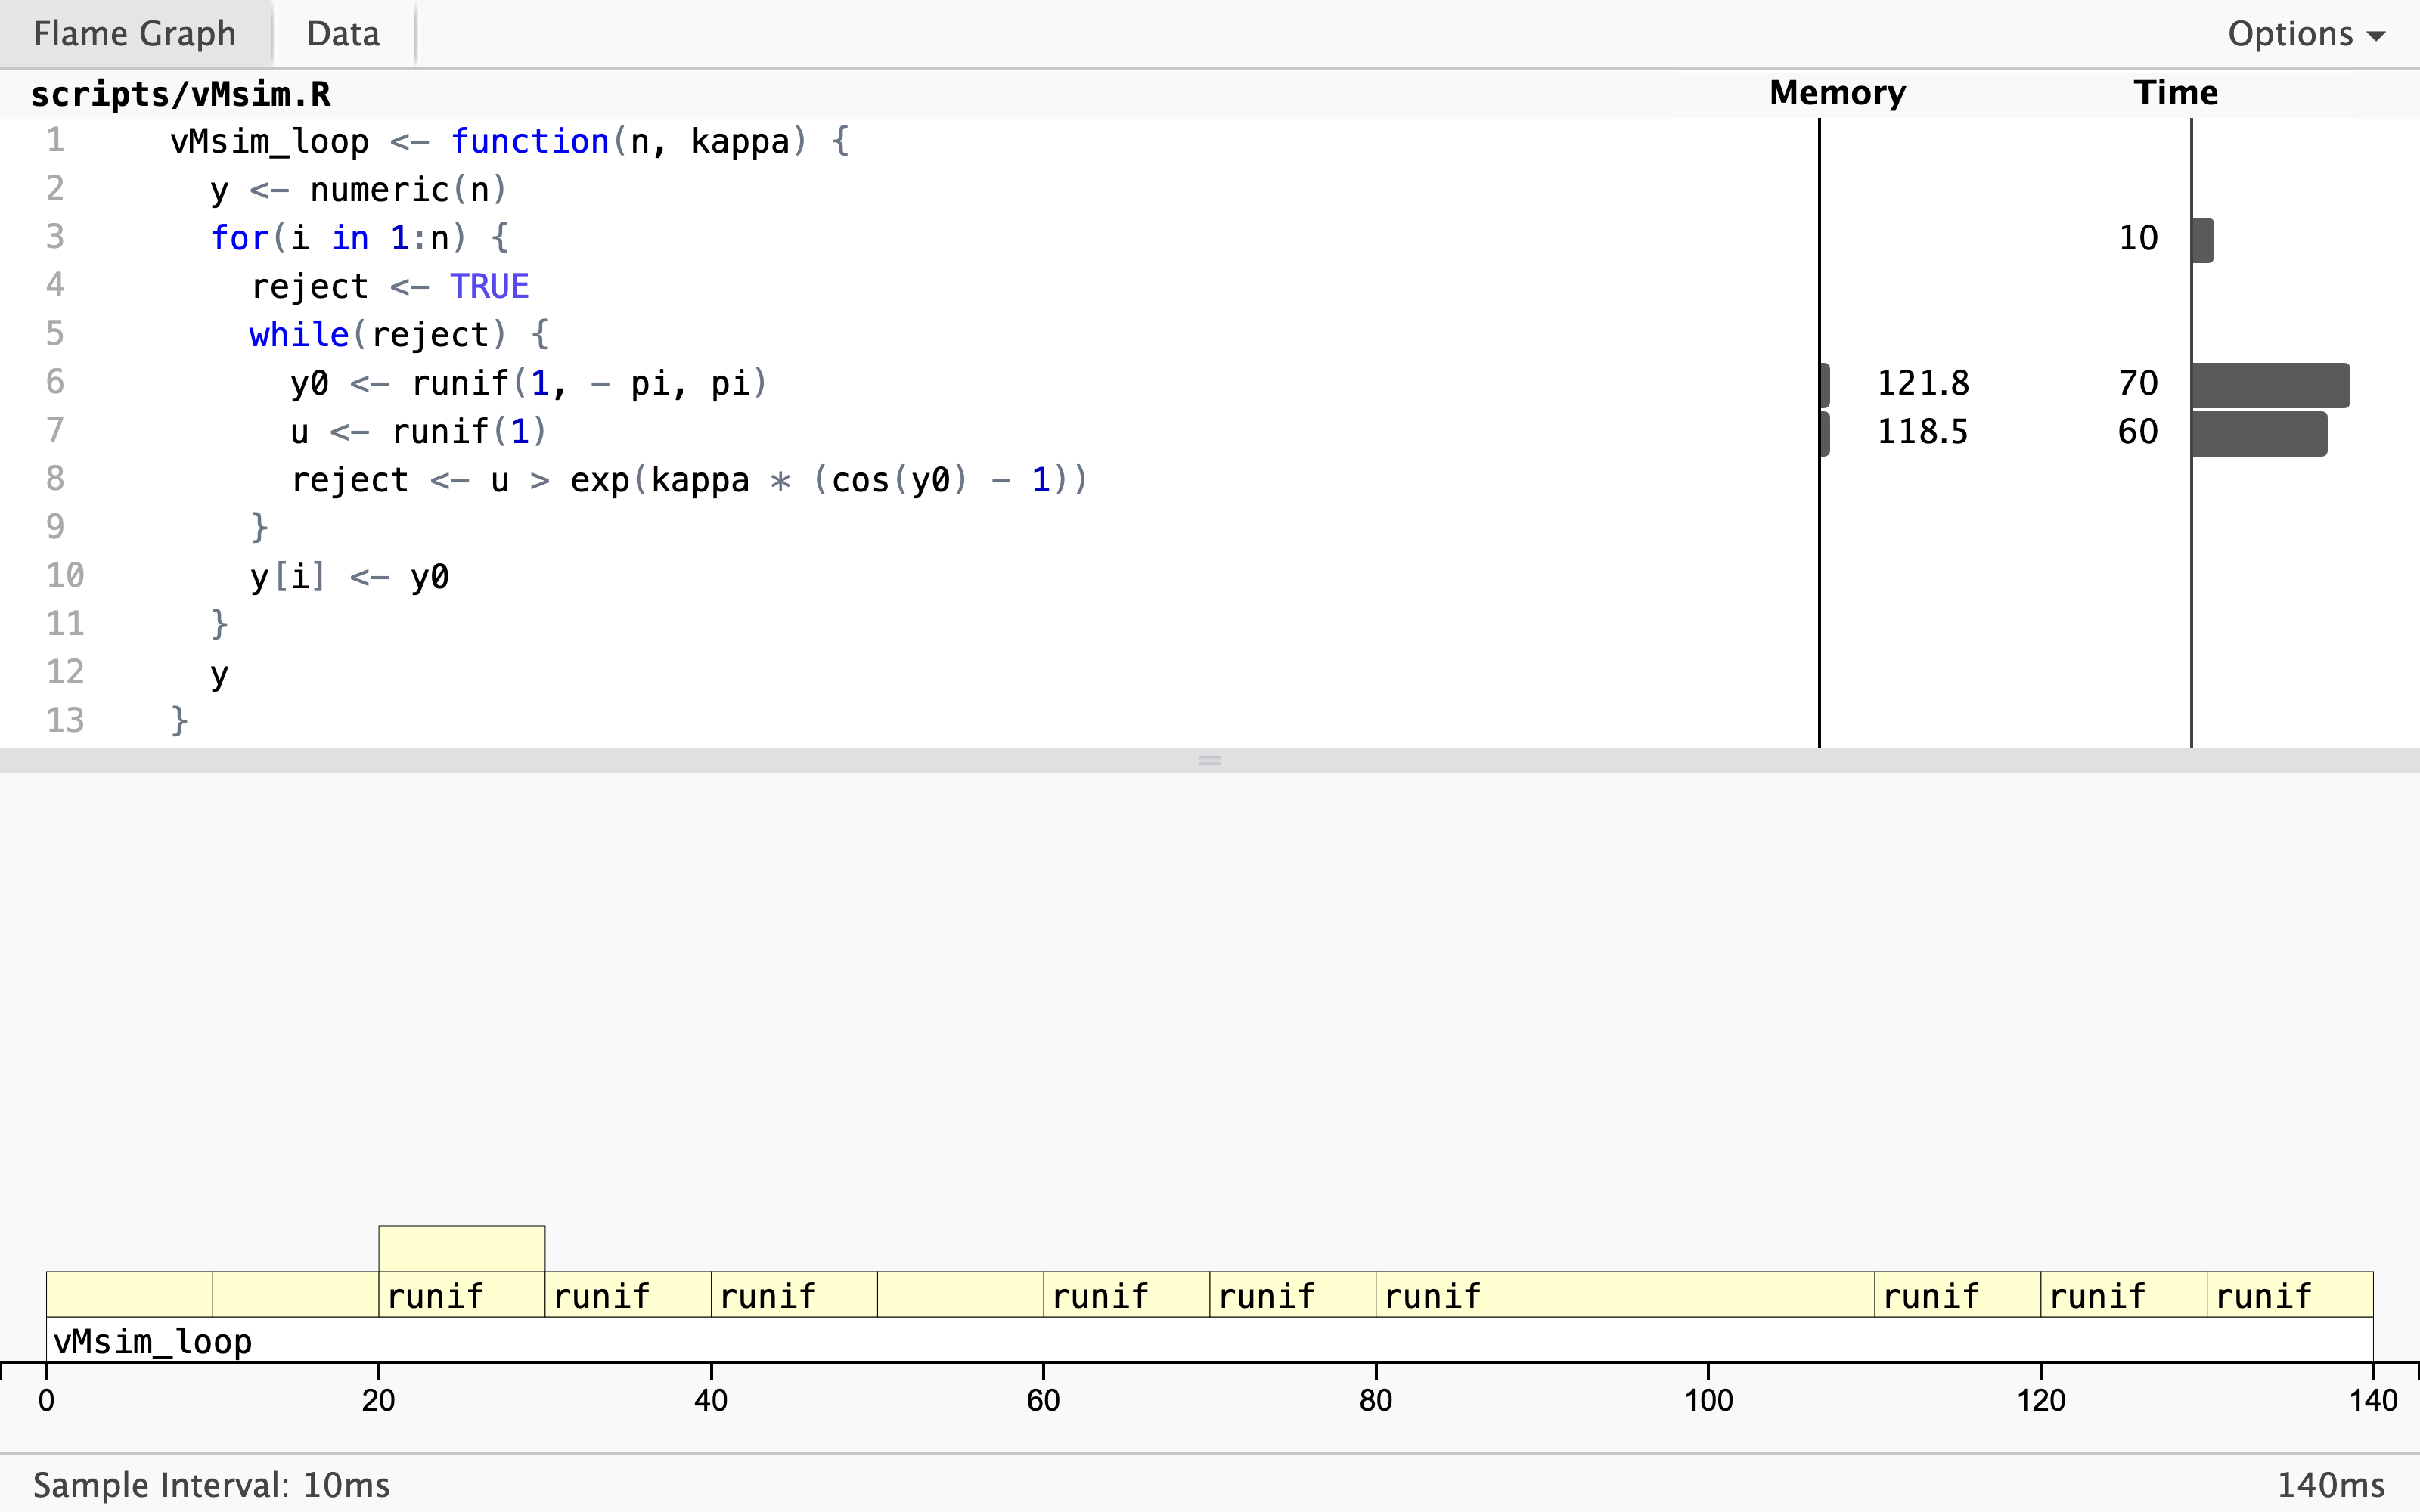 Flame Graph Data Options
scripts/vMsim.R Memory Time
1 vMsim_loop <- function(n, kappa) {
2 y <- numeric(n)
3 for(i in 1:n) { 10
4 reject <- TRUE
5 while(reject) {
6 y0 <- runif(1, - pi, pi) 121.8 70
7 u <- runif(1) 118.5 60
8 reject <- u > exp(kappa * (cos(y0) - 1))
9 }
10 y[i] <- y0
11 }
12 y
13 }
runif runif runif runif runif runif runif runif runif
vMsim_loop
0 20 40 60 80 100 120 140
Sample Interval: 10ms 140ms